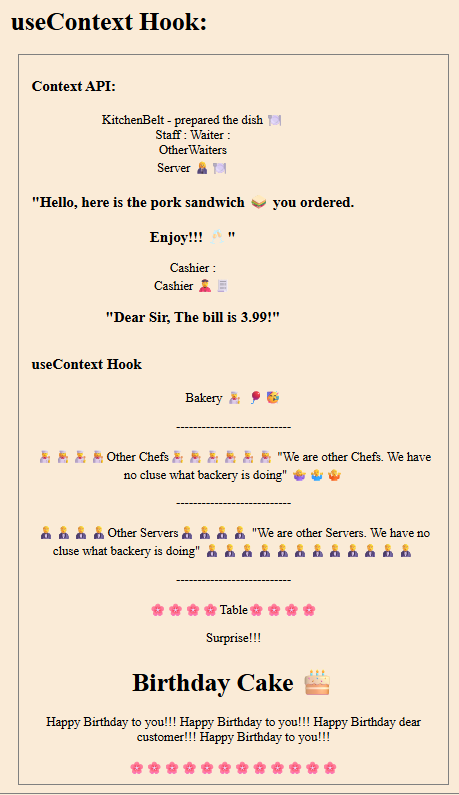 useContext Hook:
Context API:
KitchenBelt - prepared the dish 🍽️
Staff : Waiter :
OtherWaiters
Server 🤵‍♀️ 🍽️
"Hello, here is the pork sandwich 🥪 you ordered.
Enjoy!!! 🥂 "
Cashier :
Cashier 💂 🧾
"Dear Sir, The bill is 3.99!"
useContext Hook
Bakery 👩‍🍳 🎈 🥳
---------------------------
👩‍🍳 👩‍🍳 👩‍🍳 👩‍🍳 Other Chefs 👩‍🍳 👩‍🍳 👩‍🍳 👩‍🍳 👩‍🍳 👩‍🍳 "We are other Chefs. We have
no cluse what backery is doing" 🤷 🤷 🤷
---------------------------
🤵 🤵 🤵 🤵 Other Servers 🤵 🤵 🤵 🤵 "We are other Servers. We have no
cluse what backery is doing" 🤵 🤵 🤵 🤵 🤵 🤵 🤵 🤵 🤵 🤵 🤵 🤵
---------------------------
🌸 🌸 🌸 🌸 Table 🌸 🌸 🌸 🌸
Surprise!!!
Birthday Cake 🎂
Happy Birthday to you!!! Happy Birthday to you!!! Happy Birthday dear
customer!!! Happy Birthday to you!!!
🌸 🌸 🌸 🌸 🌸 🌸 🌸 🌸 🌸 🌸 🌸 🌸